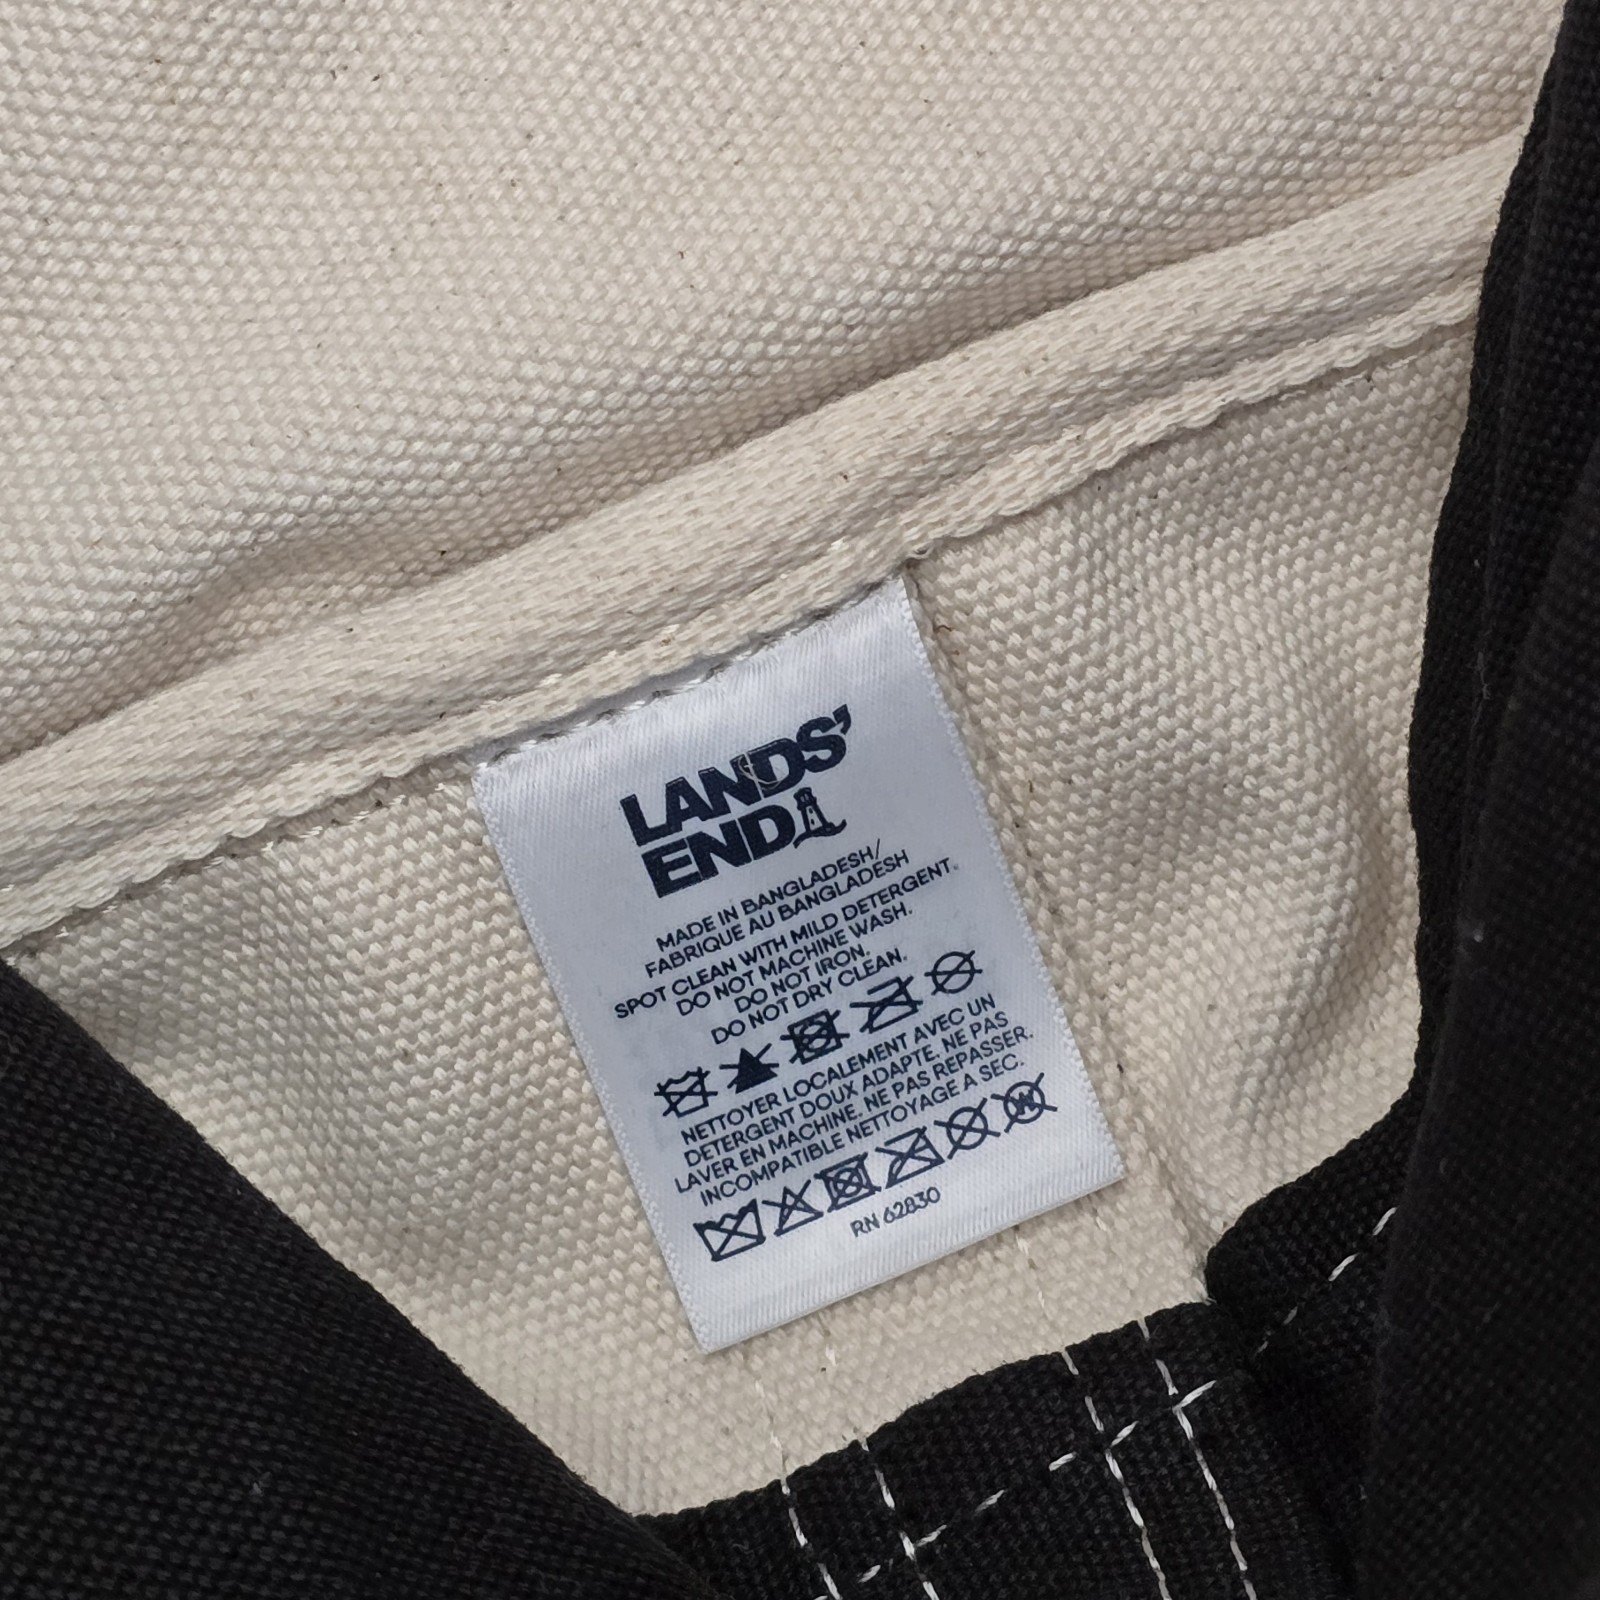 LANDS'
END
MADE IN BANGLADESH/
FABRIQUE AU BANGLADESH
SPOT CLEAN WITH MILD DETERGENT.
DO NOT MACHINE WASH.
DO NOT IRON.
DO NOT DRY CLEAN.
NETTOYER LOCALEMENT AVEC UN
DETERGENT DOUX ADAPTE. NE PAS
LAVER EN MACHINE. NE PAS REPASSER.
INCOMPATIBLE NETTOYAGE A SEC.
W
RN 62830